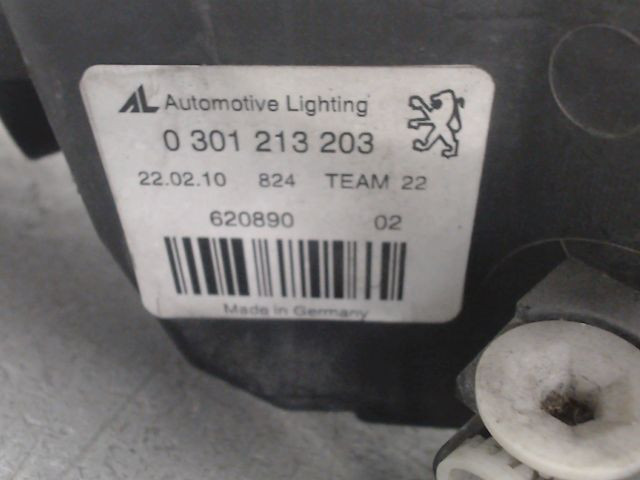 AL Automotive Lighting
0 301 213 203
22.02.10 824 TEAM 22
620890 02
Made in Germany